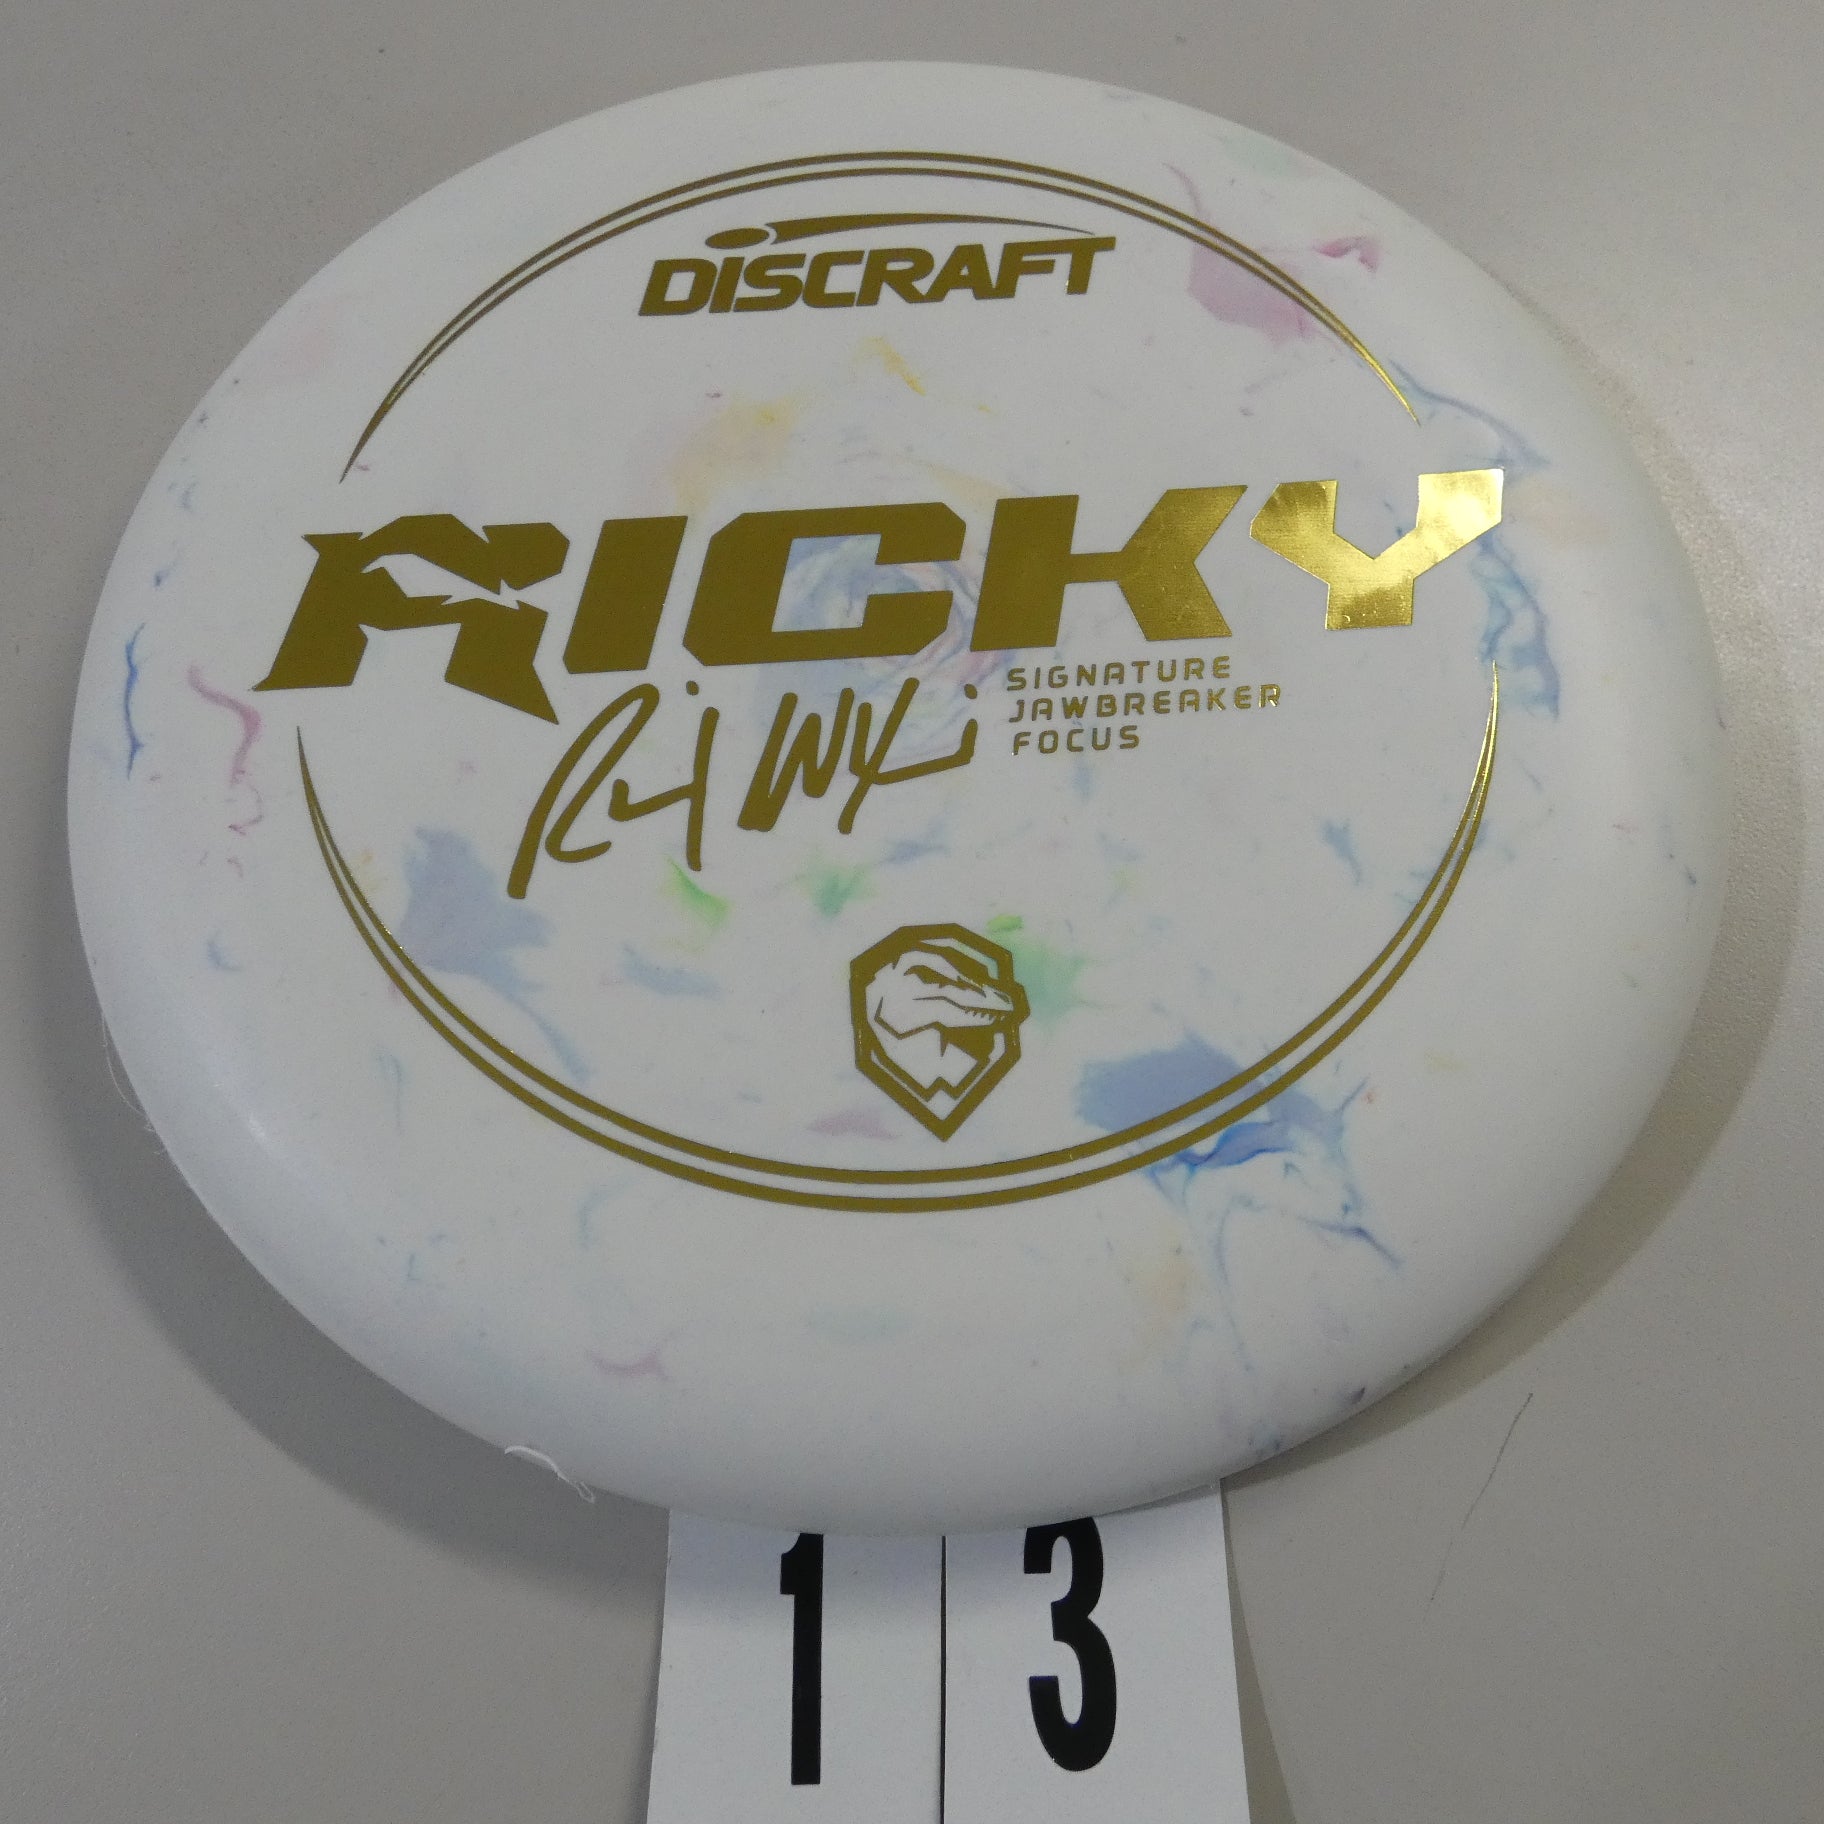 DISCRAFT
RICKY
SIGNATURE
JAWBREAKER
FOCUS
1 3